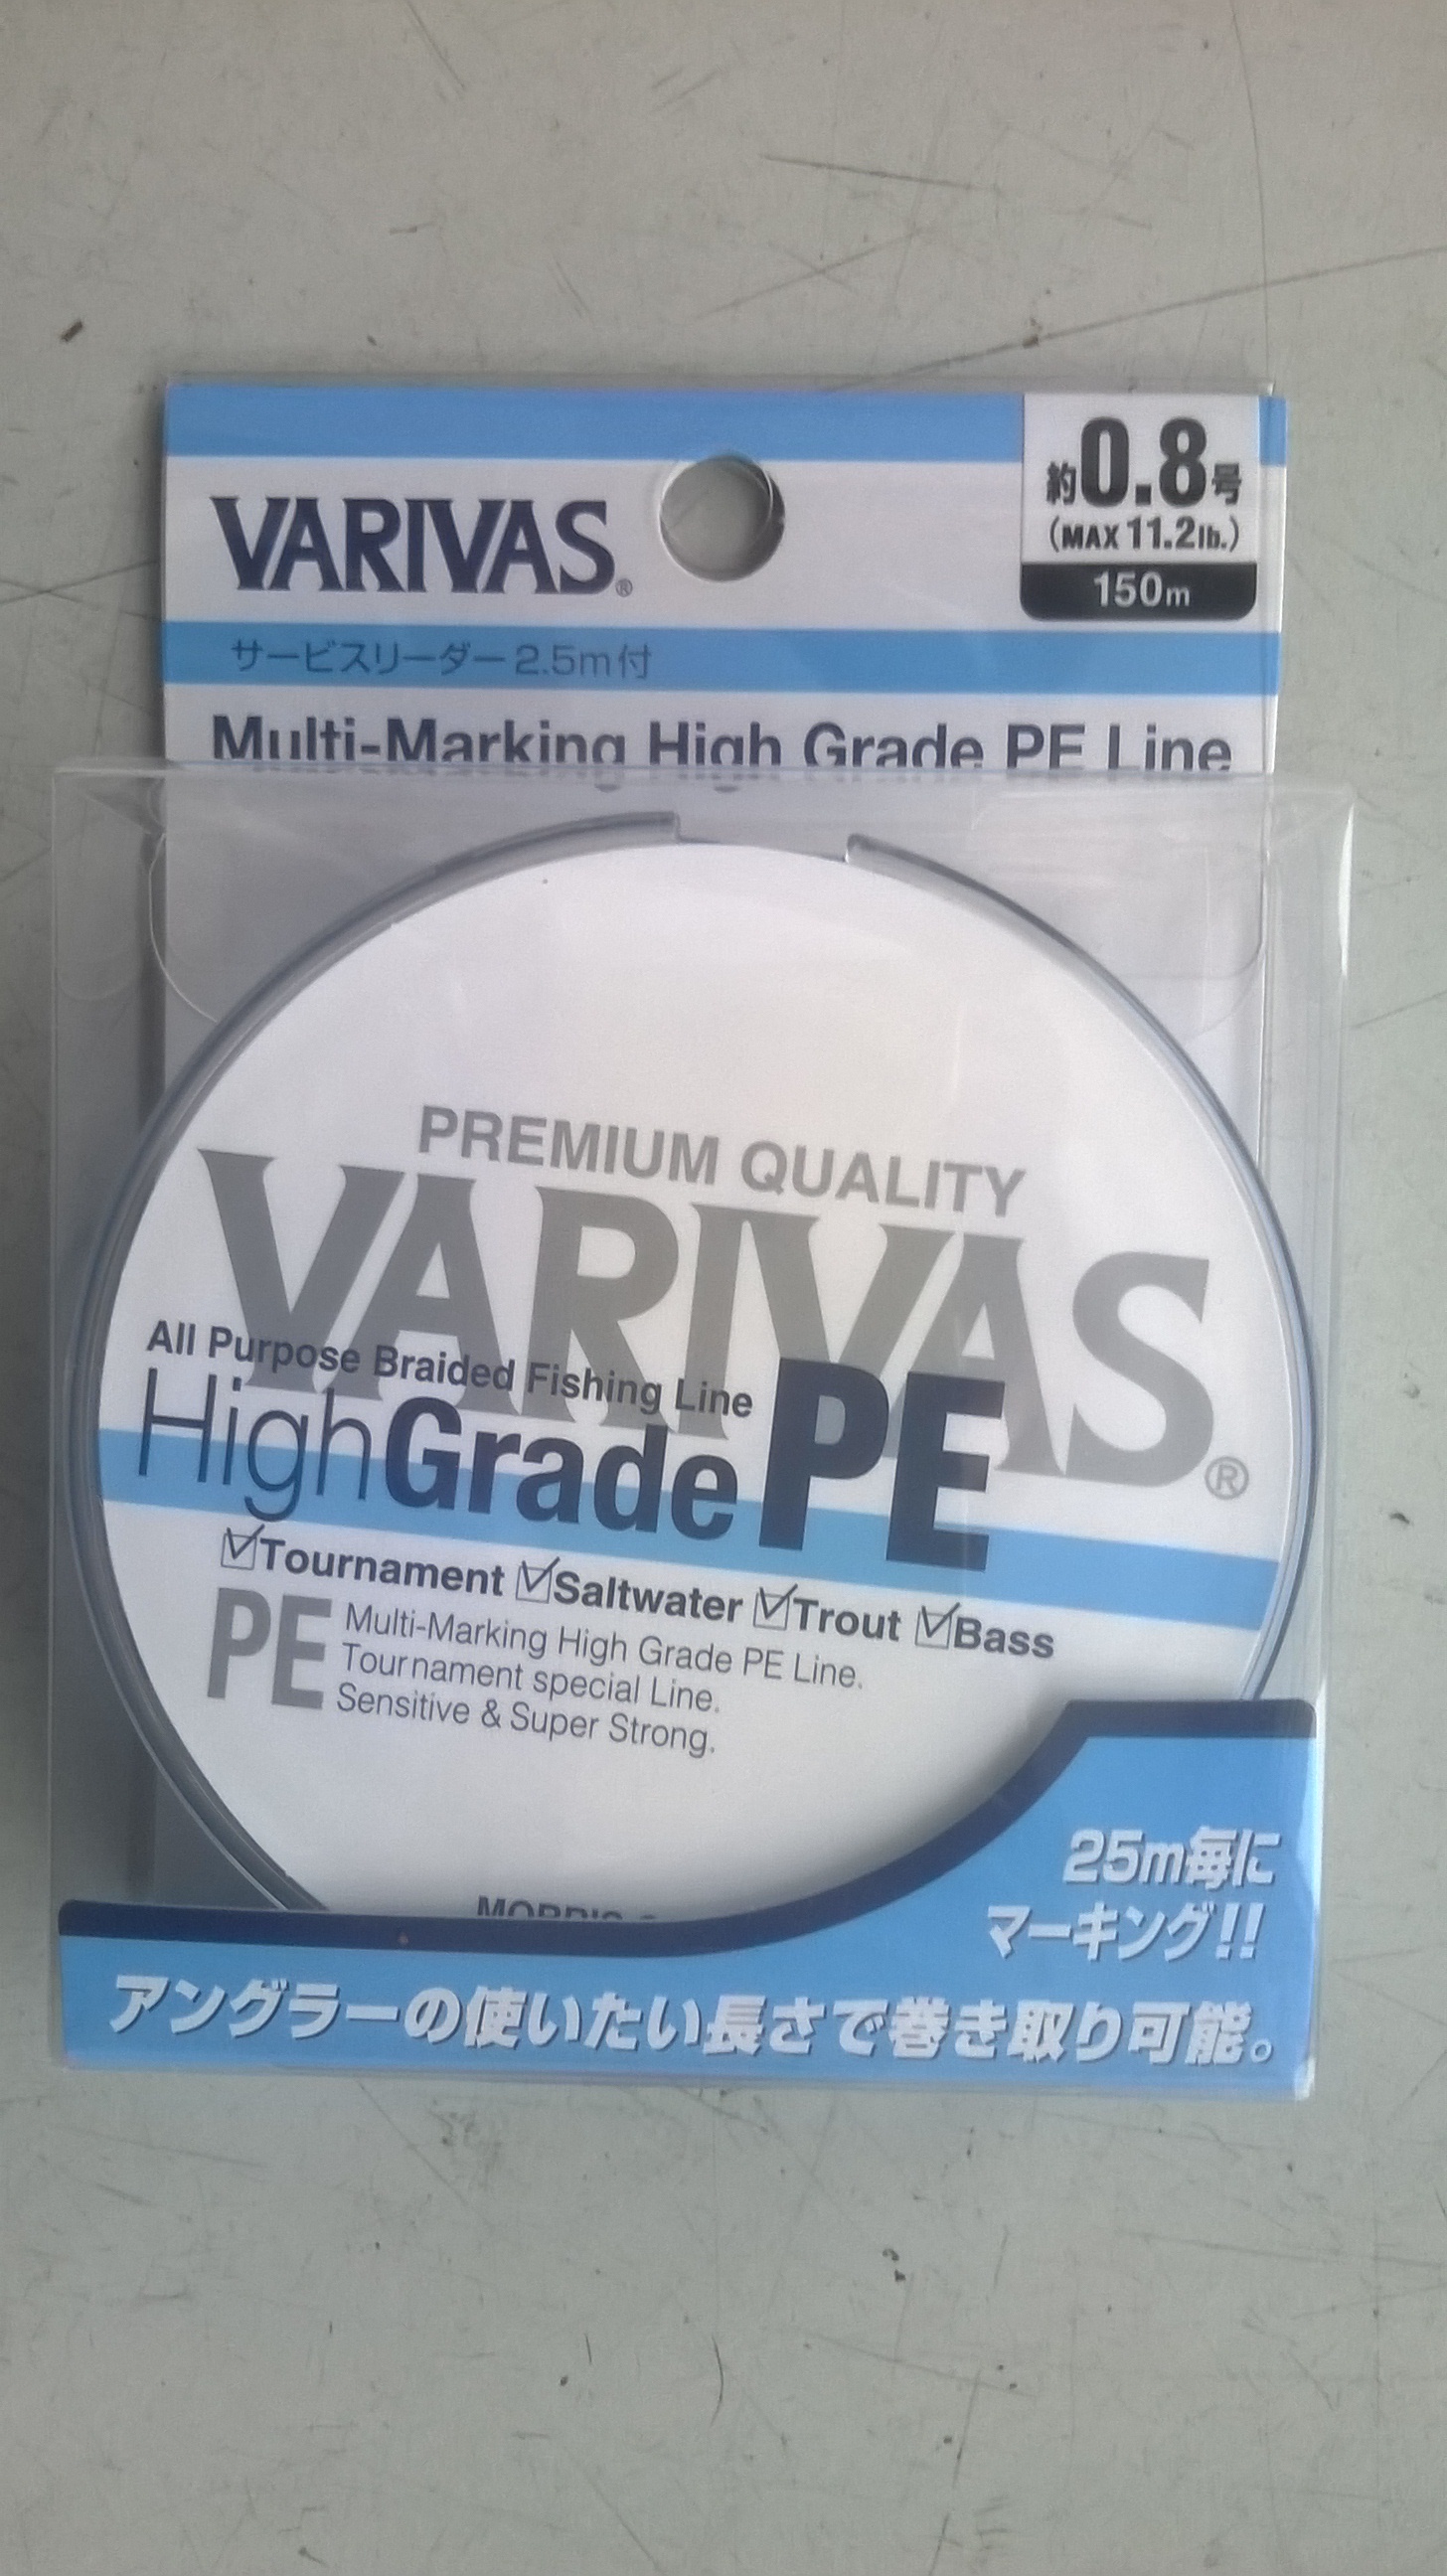 約0.8号
(MAX 11.2lb.)
150m
VARIVAS®
サービスリーダー2.5m付
Multi-Marking High Grade PE Line
PREMIUM QUALITY
VARIVAS®
All Purpose Braided Fishing Line
HighGrade PE
☑Tournament ☑Saltwater ☑Trout ☑Bass
PE
Multi-Marking High Grade PE Line.
Tournament special Line.
Sensitive & Super Strong.
25m毎に
マーキング!!
アングラーの使いたい長さで巻き取り可能。